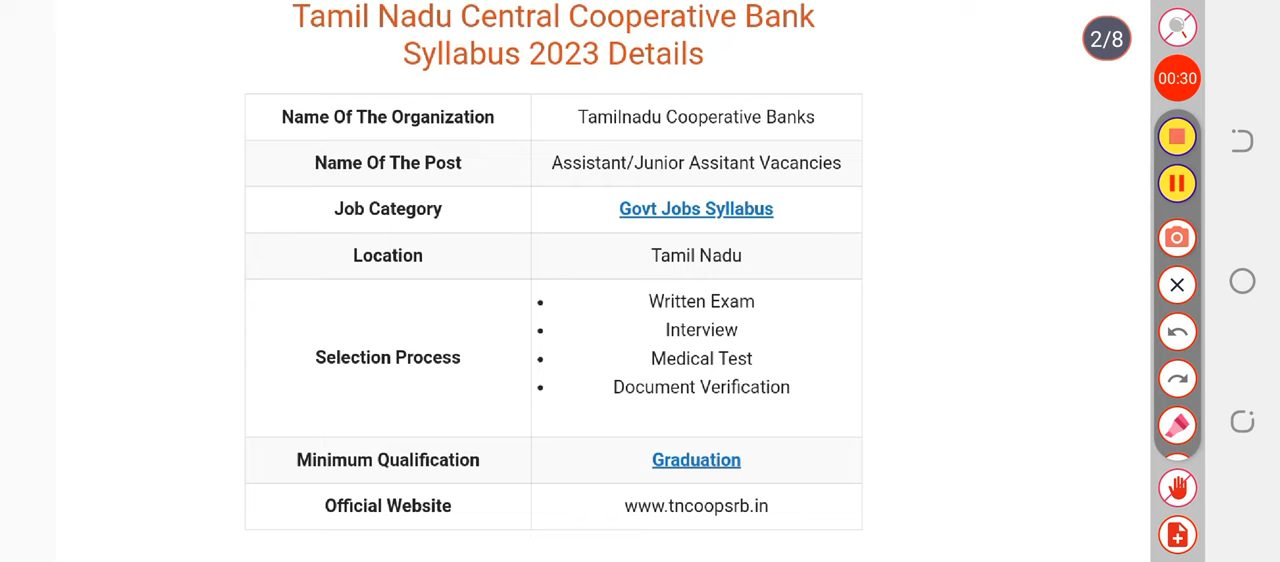 Tamil Nadu Central Cooperative Bank
Syllabus 2023 Details
2/8
00:30
Name Of The Organization Tamilnadu Cooperative Banks
Name Of The Post Assistant/Junior Assitant Vacancies
Job Category Govt Jobs Syllabus
Location Tamil Nadu
Selection Process
• Written Exam
• Interview
• Medical Test
• Document Verification
Minimum Qualification Graduation
Official Website www.tncoopsrb.in